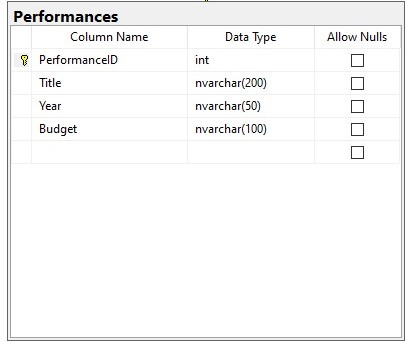 Performances
Column Name Data Type Allow Nulls
PerformanceID int
Title nvarchar(200)
Year nvarchar(50)
Budget nvarchar(100)